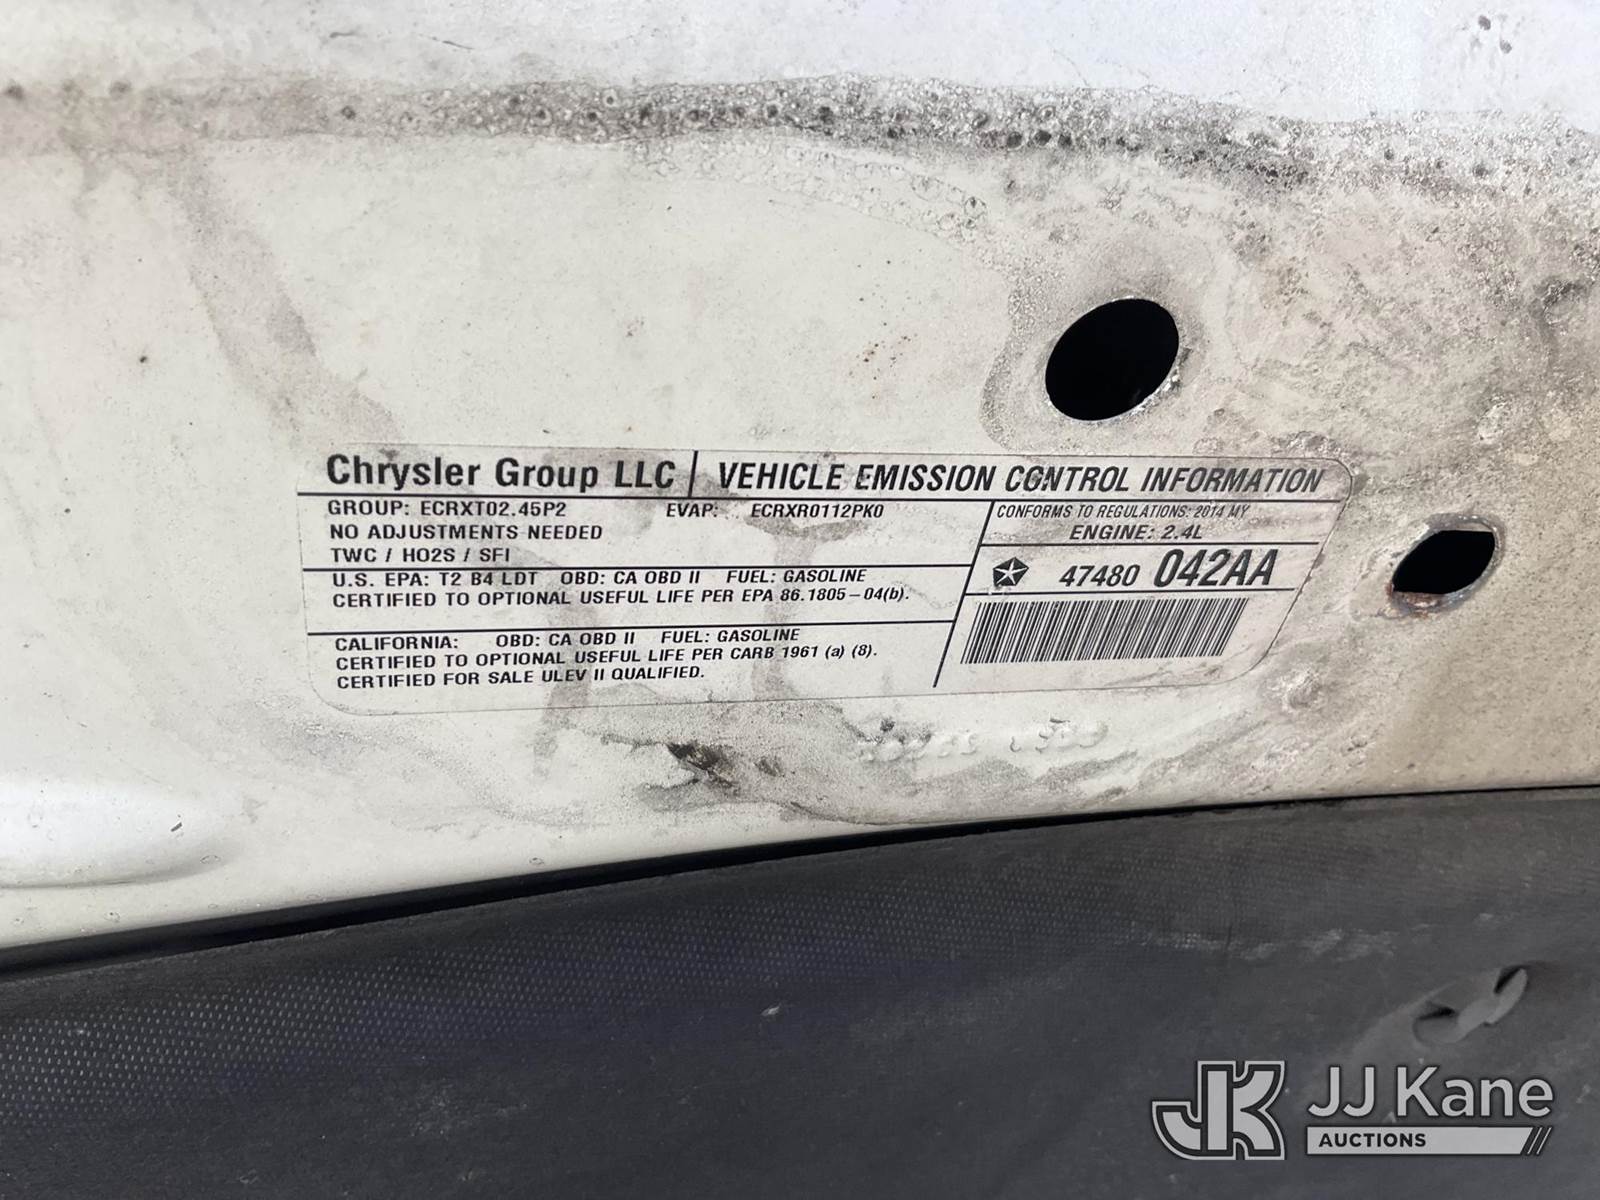 Chrysler Group LLC | VEHICLE EMISSION CONTROL INFORMATION
GROUP: ECRXT02.45P2 EVAP: ECRXR0112PK0
NO ADJUSTMENTS NEEDED
TWC / HO2S / SFI
U.S. EPA: T2 B4 LDT OBD: CA OBD II FUEL: GASOLINE
CERTIFIED TO OPTIONAL USEFUL LIFE PER EPA 86.1805-04(b).
CALIFORNIA: OBD: CA OBD II FUEL: GASOLINE
CERTIFIED TO OPTIONAL USEFUL LIFE PER CARB 1961 (a) (8).
CERTIFIED FOR SALE ULEV II QUALIFIED.
CONFORMS TO REGULATIONS: 2014 MY
ENGINE: 2.4L
47480 042AA
JK JJ Kane
AUCTIONS